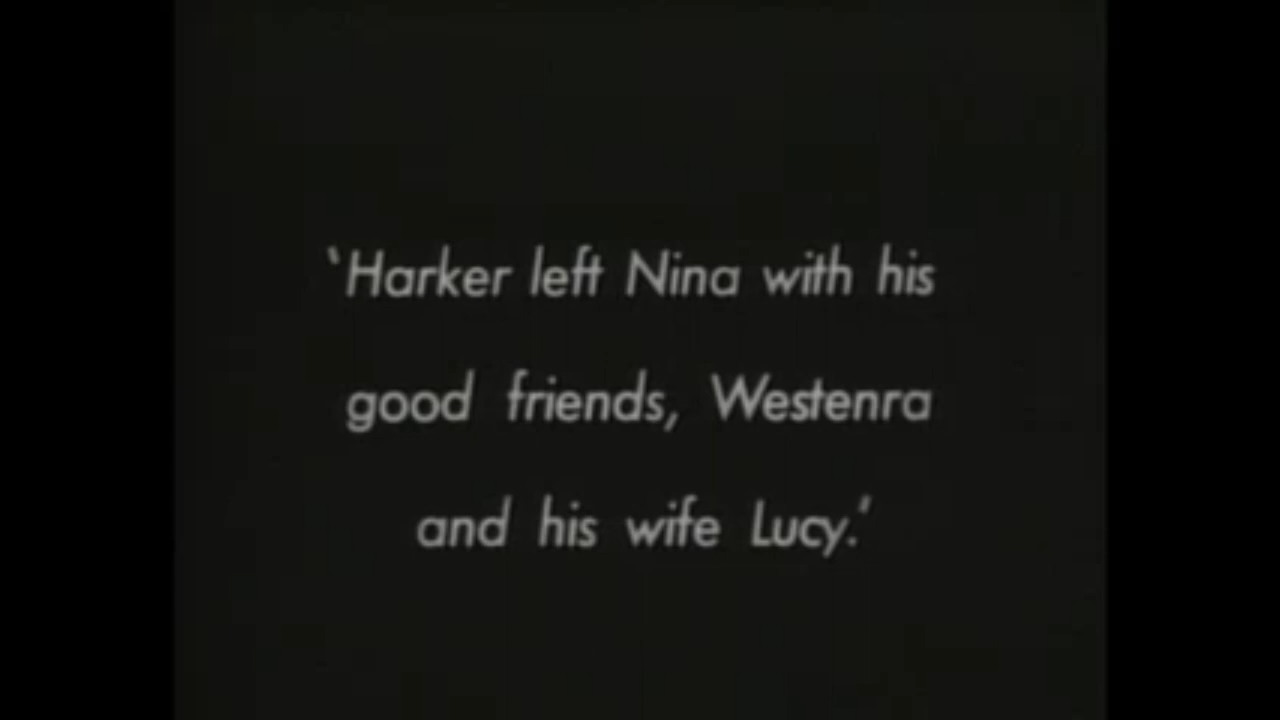 ‛Harker left Nina with his
good friends, Westenra
and his wife Lucy.’